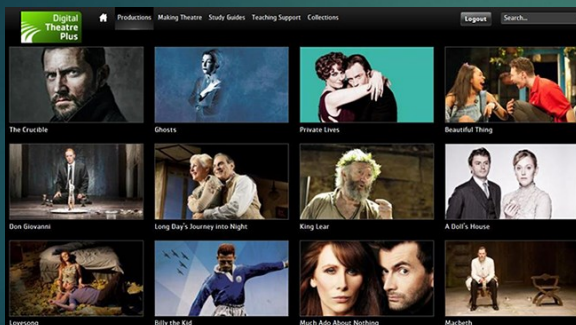 Digital
Theatre
Plus
Productions Making Theatre Study Guides Teaching Support Collections
Logout Search...
The Crucible Ghosts Private Lives Beautiful Thing
Don Giovanni Long Day's Journey into Night King Lear A Doll's House
Lovesong Billy the Kid Much Ado About Nothing Macbeth